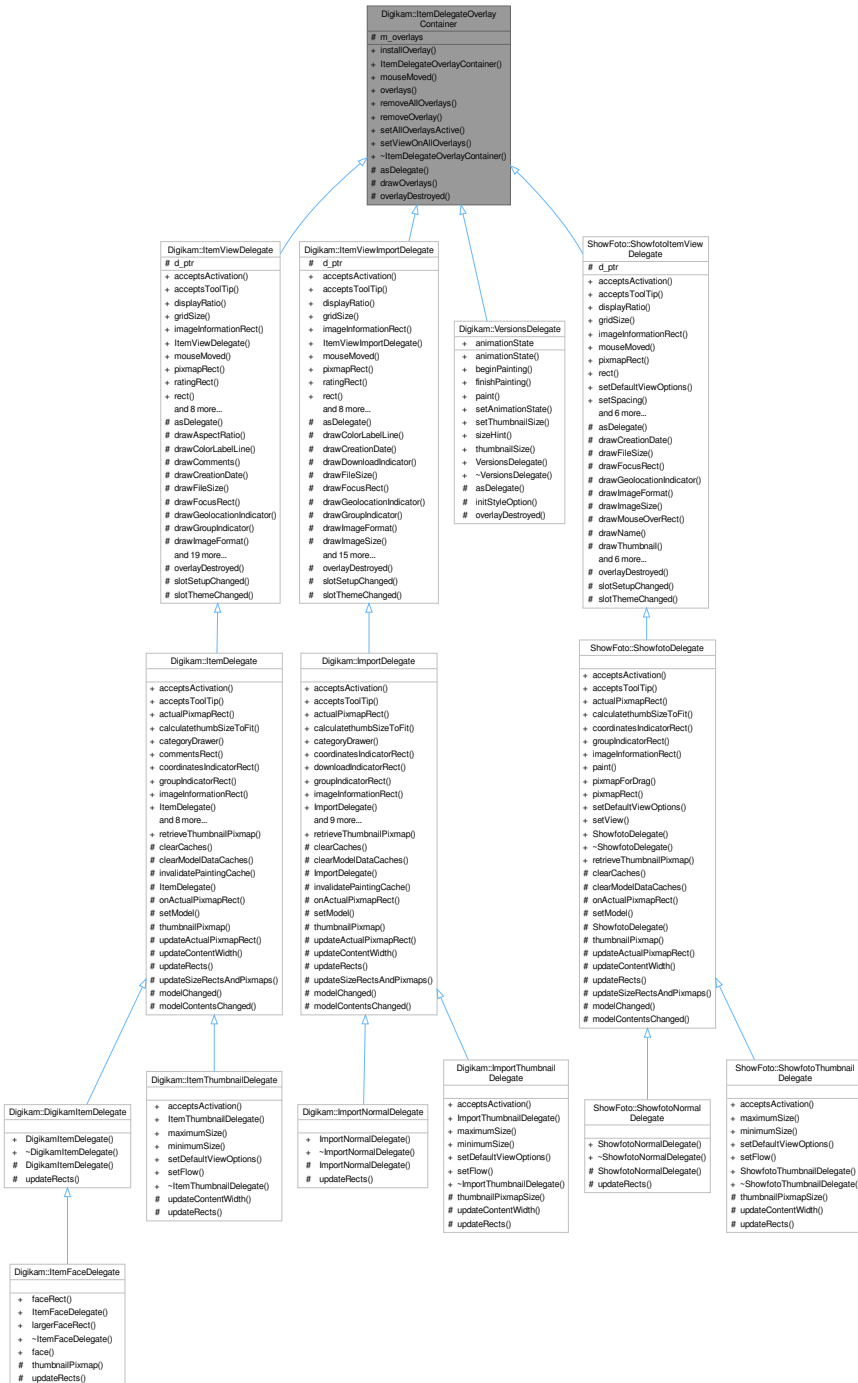 Digikam::ItemDelegateOverlay
Container
# m_overlays
+ installOverlay()
+ ItemDelegateOverlayContainer()
+ mouseMoved()
+ overlays()
+ removeAllOverlays()
+ removeOverlay()
+ setAllOverlaysActive()
+ setViewOnAllOverlays()
+ ~ItemDelegateOverlayContainer()
# asDelegate()
# drawOverlays()
# overlayDestroyed()
Digikam::ItemViewDelegate
# d_ptr
+ acceptsActivation()
+ acceptsToolTip()
+ displayRatio()
+ gridSize()
+ imageInformationRect()
+ ItemViewDelegate()
+ mouseMoved()
+ pixmapRect()
+ ratingRect()
+ rect()
and 8 more...
# asDelegate()
# drawAspectRatio()
# drawColorLabelLine()
# drawComments()
# drawCreationDate()
# drawFileSize()
# drawFocusRect()
# drawGeolocationIndicator()
# drawGroupIndicator()
# drawImageFormat()
and 19 more...
# overlayDestroyed()
# slotSetupChanged()
# slotThemeChanged()
Digikam::ItemViewImportDelegate
# d_ptr
+ acceptsActivation()
+ acceptsToolTip()
+ displayRatio()
+ gridSize()
+ imageInformationRect()
+ ItemViewImportDelegate()
+ mouseMoved()
+ pixmapRect()
+ ratingRect()
+ rect()
and 8 more...
# asDelegate()
# drawColorLabelLine()
# drawCreationDate()
# drawDownloadIndicator()
# drawFileSize()
# drawFocusRect()
# drawGeolocationIndicator()
# drawGroupIndicator()
# drawImageFormat()
# drawImageSize()
and 15 more...
# overlayDestroyed()
# slotSetupChanged()
# slotThemeChanged()
Digikam::VersionsDelegate
+ animationState
+ animationState()
+ beginPainting()
+ finishPainting()
+ paint()
+ setAnimationState()
+ setThumbnailSize()
+ sizeHint()
+ thumbnailSize()
+ VersionsDelegate()
+ ~VersionsDelegate()
# asDelegate()
# initStyleOption()
# overlayDestroyed()
ShowFoto::ShowfotoItemView
Delegate
# d_ptr
+ acceptsActivation()
+ acceptsToolTip()
+ displayRatio()
+ gridSize()
+ imageInformationRect()
+ mouseMoved()
+ pixmapRect()
+ rect()
+ setDefaultViewOptions()
+ setSpacing()
and 6 more...
# asDelegate()
# drawCreationDate()
# drawFileSize()
# drawFocusRect()
# drawGeolocationIndicator()
# drawImageFormat()
# drawImageSize()
# drawMouseOverRect()
# drawName()
# drawThumbnail()
and 6 more...
# overlayDestroyed()
# slotSetupChanged()
# slotThemeChanged()
Digikam::ItemDelegate
+ acceptsActivation()
+ acceptsToolTip()
+ actualPixmapRect()
+ calculatethumbSizeToFit()
+ categoryDrawer()
+ commentsRect()
+ coordinatesIndicatorRect()
+ groupIndicatorRect()
+ imageInformationRect()
+ ItemDelegate()
and 8 more...
+ retrieveThumbnailPixmap()
# clearCaches()
# clearModelDataCaches()
# invalidatePaintingCache()
# ItemDelegate()
# onActualPixmapRect()
# setModel()
# thumbnailPixmap()
# updateActualPixmapRect()
# updateContentWidth()
# updateRects()
# updateSizeRectsAndPixmaps()
# modelChanged()
# modelContentsChanged()
Digikam::ImportDelegate
+ acceptsActivation()
+ acceptsToolTip()
+ actualPixmapRect()
+ calculatethumbSizeToFit()
+ categoryDrawer()
+ coordinatesIndicatorRect()
+ downloadIndicatorRect()
+ groupIndicatorRect()
+ imageInformationRect()
+ ImportDelegate()
and 9 more...
+ retrieveThumbnailPixmap()
# clearCaches()
# clearModelDataCaches()
# ImportDelegate()
# invalidatePaintingCache()
# onActualPixmapRect()
# setModel()
# thumbnailPixmap()
# updateActualPixmapRect()
# updateContentWidth()
# updateRects()
# updateSizeRectsAndPixmaps()
# modelChanged()
# modelContentsChanged()
ShowFoto::ShowfotoDelegate
+ acceptsActivation()
+ acceptsToolTip()
+ actualPixmapRect()
+ calculatethumbSizeToFit()
+ coordinatesIndicatorRect()
+ groupIndicatorRect()
+ imageInformationRect()
+ paint()
+ pixmapForDrag()
+ pixmapRect()
+ setDefaultViewOptions()
+ setView()
+ ShowfotoDelegate()
+ ~ShowfotoDelegate()
+ retrieveThumbnailPixmap()
# clearCaches()
# clearModelDataCaches()
# onActualPixmapRect()
# setModel()
# ShowfotoDelegate()
# thumbnailPixmap()
# updateActualPixmapRect()
# updateContentWidth()
# updateRects()
# updateSizeRectsAndPixmaps()
# modelChanged()
# modelContentsChanged()
Digikam::DigikamItemDelegate
+ DigikamItemDelegate()
+ ~DigikamItemDelegate()
# DigikamItemDelegate()
# updateRects()
Digikam::ItemThumbnailDelegate
+ acceptsActivation()
+ ItemThumbnailDelegate()
+ maximumSize()
+ minimumSize()
+ setDefaultViewOptions()
+ setFlow()
+ ~ItemThumbnailDelegate()
# updateContentWidth()
# updateRects()
Digikam::ImportNormalDelegate
+ ImportNormalDelegate()
+ ~ImportNormalDelegate()
# ImportNormalDelegate()
# updateRects()
Digikam::ImportThumbnail
Delegate
+ acceptsActivation()
+ ImportThumbnailDelegate()
+ maximumSize()
+ minimumSize()
+ setDefaultViewOptions()
+ setFlow()
+ ~ImportThumbnailDelegate()
# thumbnailPixmapSize()
# updateContentWidth()
# updateRects()
ShowFoto::ShowfotoNormal
Delegate
+ ShowfotoNormalDelegate()
+ ~ShowfotoNormalDelegate()
# ShowfotoNormalDelegate()
# updateRects()
ShowFoto::ShowfotoThumbnail
Delegate
+ acceptsActivation()
+ maximumSize()
+ minimumSize()
+ setDefaultViewOptions()
+ setFlow()
+ ShowfotoThumbnailDelegate()
+ ~ShowfotoThumbnailDelegate()
# thumbnailPixmapSize()
# updateContentWidth()
# updateRects()
Digikam::ItemFaceDelegate
+ faceRect()
+ ItemFaceDelegate()
+ largerFaceRect()
+ ~ItemFaceDelegate()
+ face()
# thumbnailPixmap()
# updateRects()